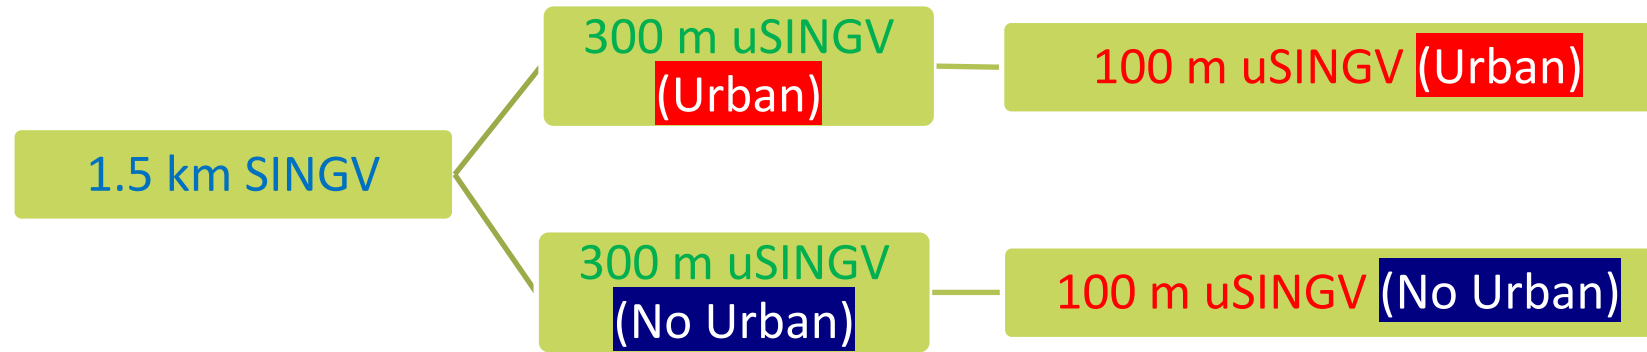 1.5 km SINGV
300 m uSINGV
(Urban)
100 m uSINGV (Urban)
300 m uSINGV
(No Urban)
100 m uSINGV (No Urban)